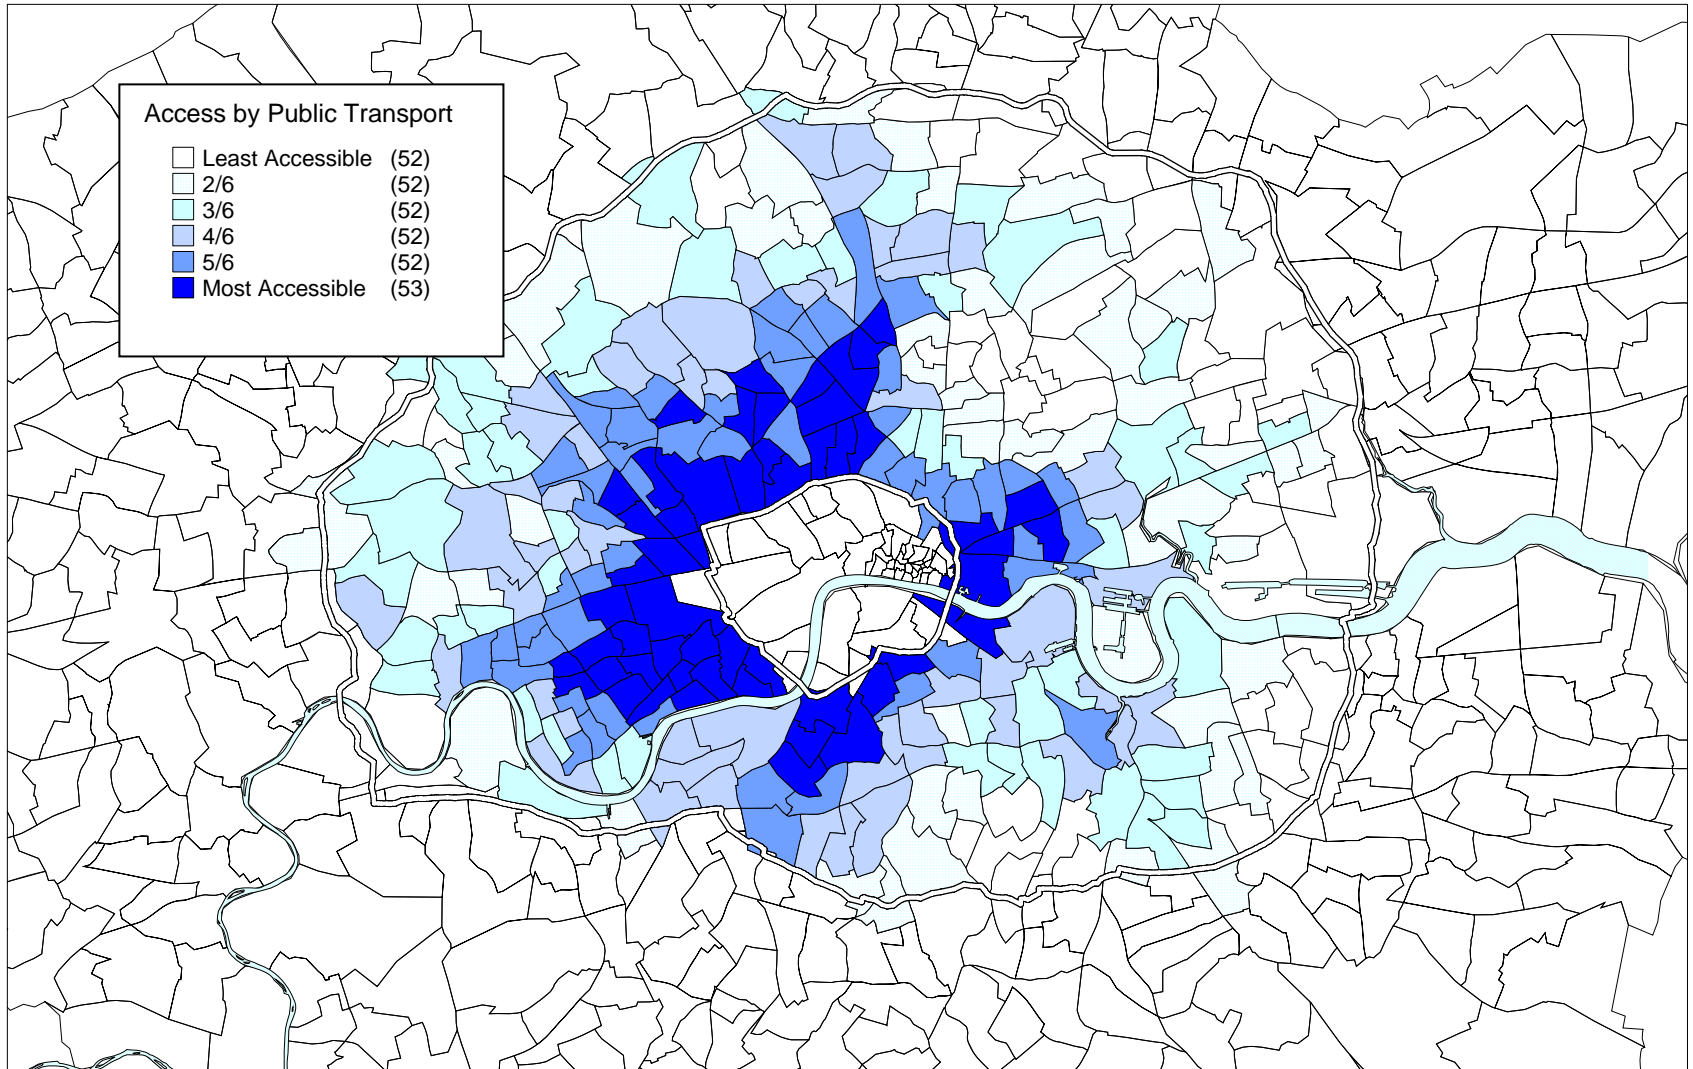 Access by Public Transport
Least Accessible (52)
2/6 (52)
3/6 (52)
4/6 (52)
5/6 (52)
Most Accessible (53)